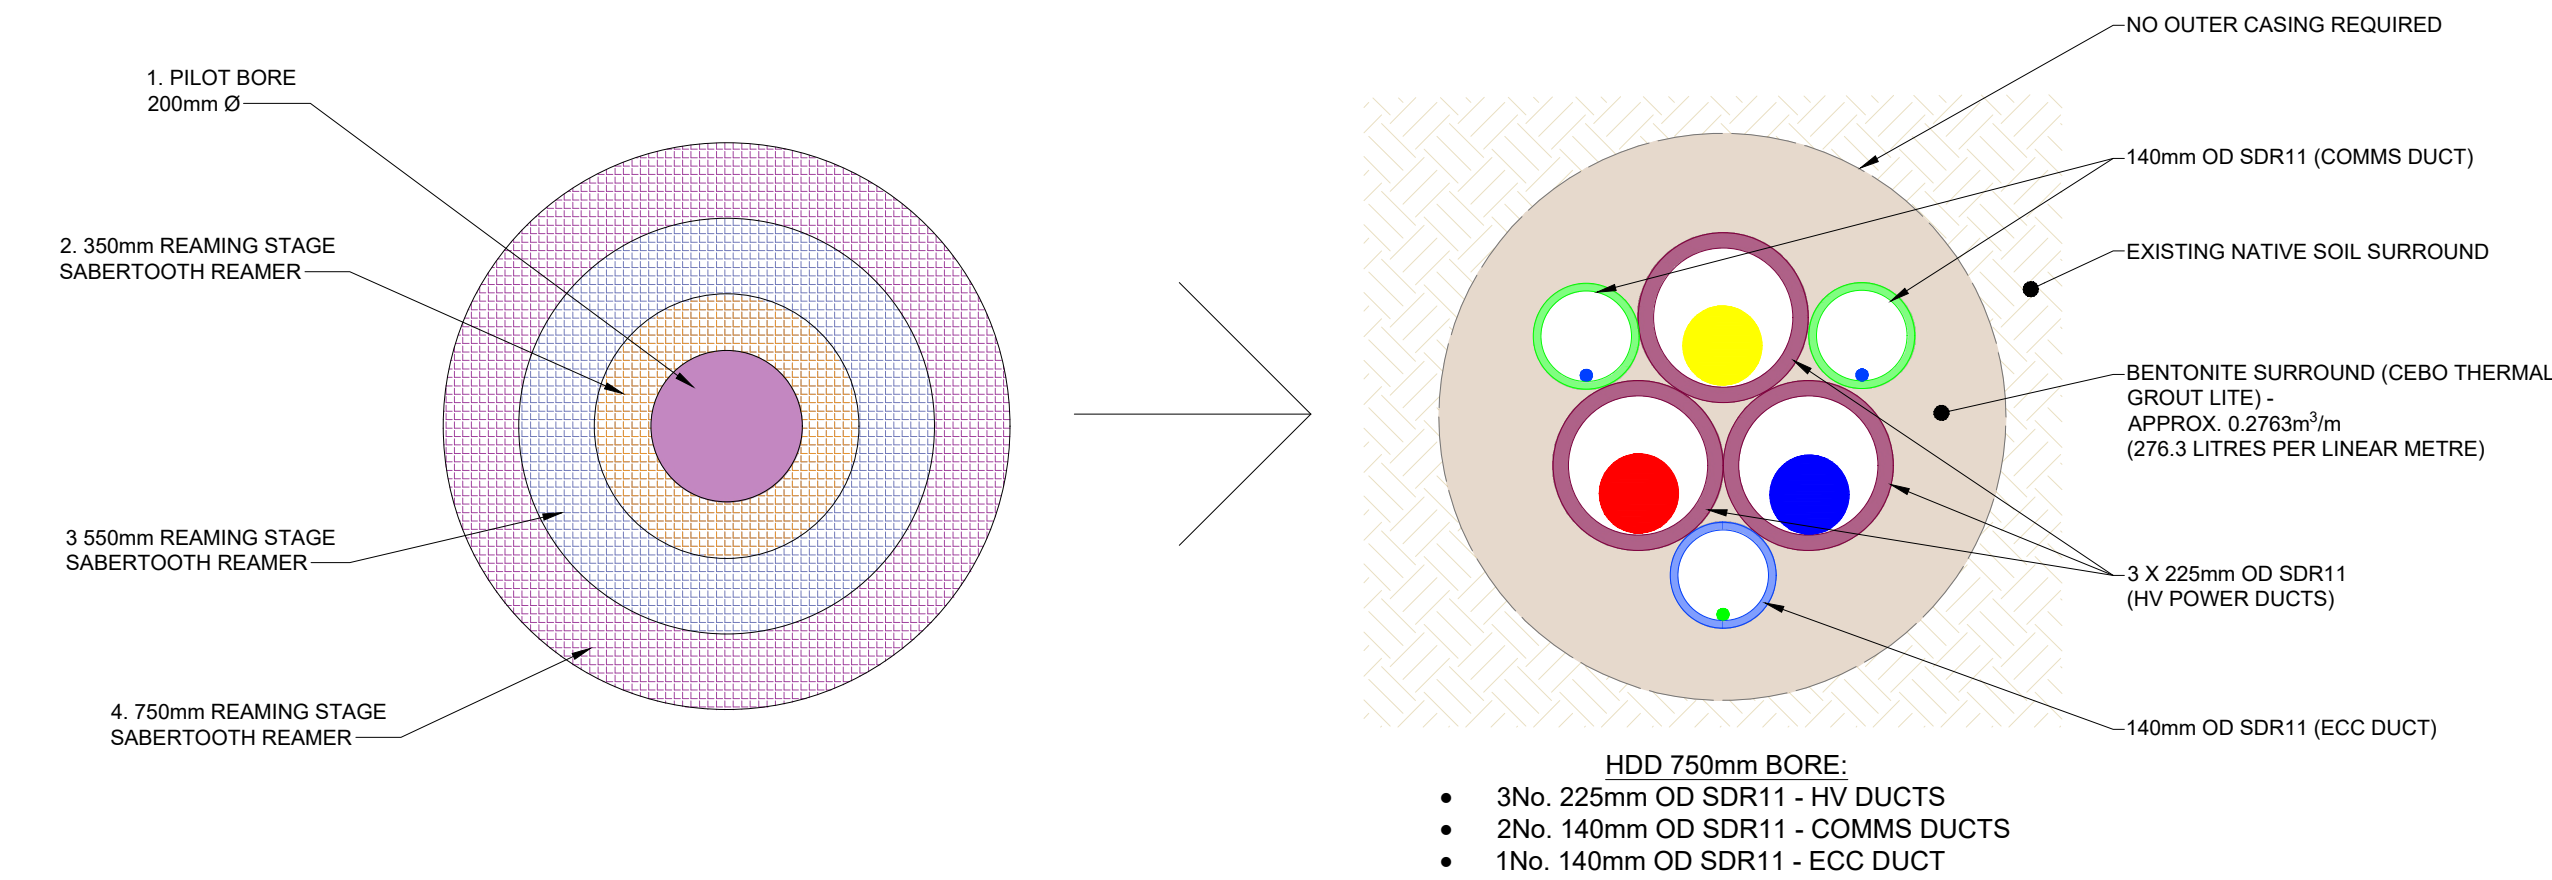 1. PILOT BORE
200mm Ø
2. 350mm REAMING STAGE
SABERTOOTH REAMER
3 550mm REAMING STAGE
SABERTOOTH REAMER
4. 750mm REAMING STAGE
SABERTOOTH REAMER
NO OUTER CASING REQUIRED
140mm OD SDR11 (COMMS DUCT)
EXISTING NATIVE SOIL SURROUND
BENTONITE SURROUND (CEBO THERMAL
GROUT LITE) -
APPROX. 0.2763m³/m
(276.3 LITRES PER LINEAR METRE)
3 X 225mm OD SDR11
(HV POWER DUCTS)
140mm OD SDR11 (ECC DUCT)
HDD 750mm BORE:
• 3No. 225mm OD SDR11 - HV DUCTS
• 2No. 140mm OD SDR11 - COMMS DUCTS
• 1No. 140mm OD SDR11 - ECC DUCT